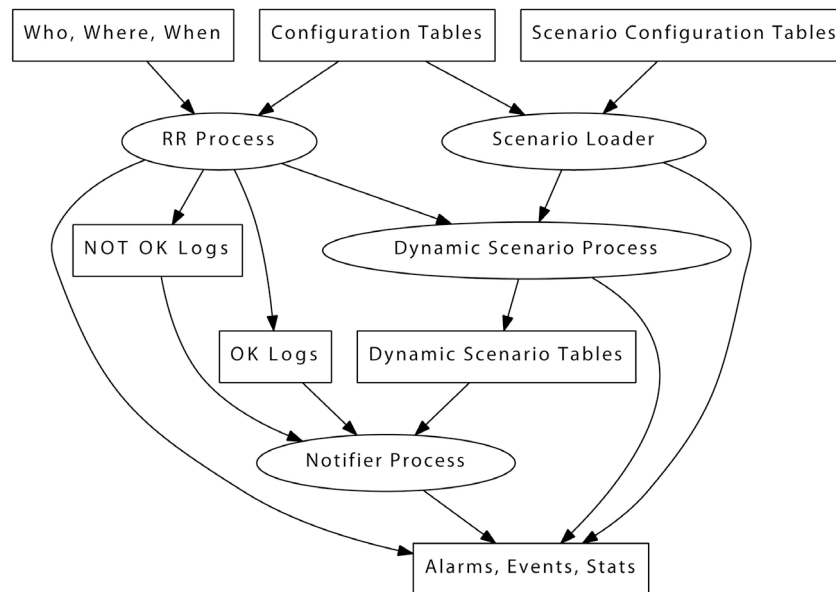 Who, Where, When
Configuration Tables
Scenario Configuration Tables
RR Process
Scenario Loader
NOT OK Logs
Dynamic Scenario Process
OK Logs
Dynamic Scenario Tables
Notifier Process
Alarms, Events, Stats